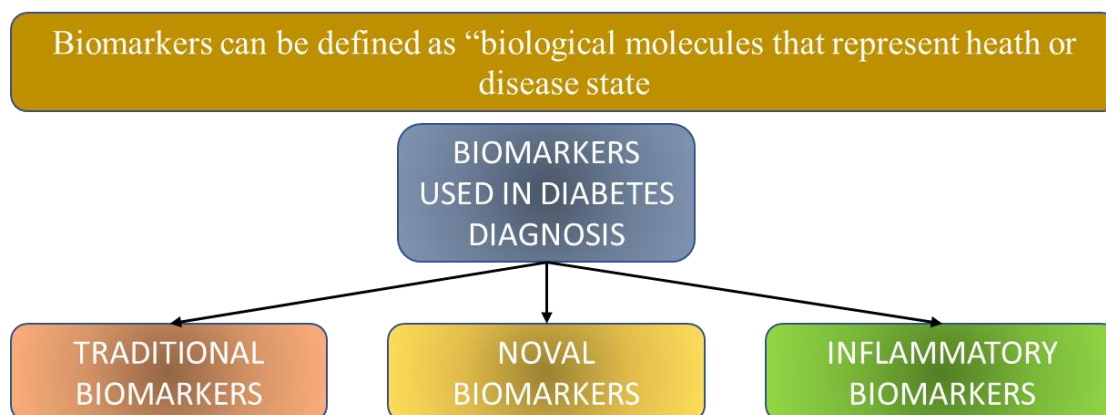 Biomarkers can be defined as “biological molecules that represent heath or
disease state
BIOMARKERS
USED IN DIABETES
DIAGNOSIS
TRADITIONAL
BIOMARKERS
NOVAL
BIOMARKERS
INFLAMMATORY
BIOMARKERS